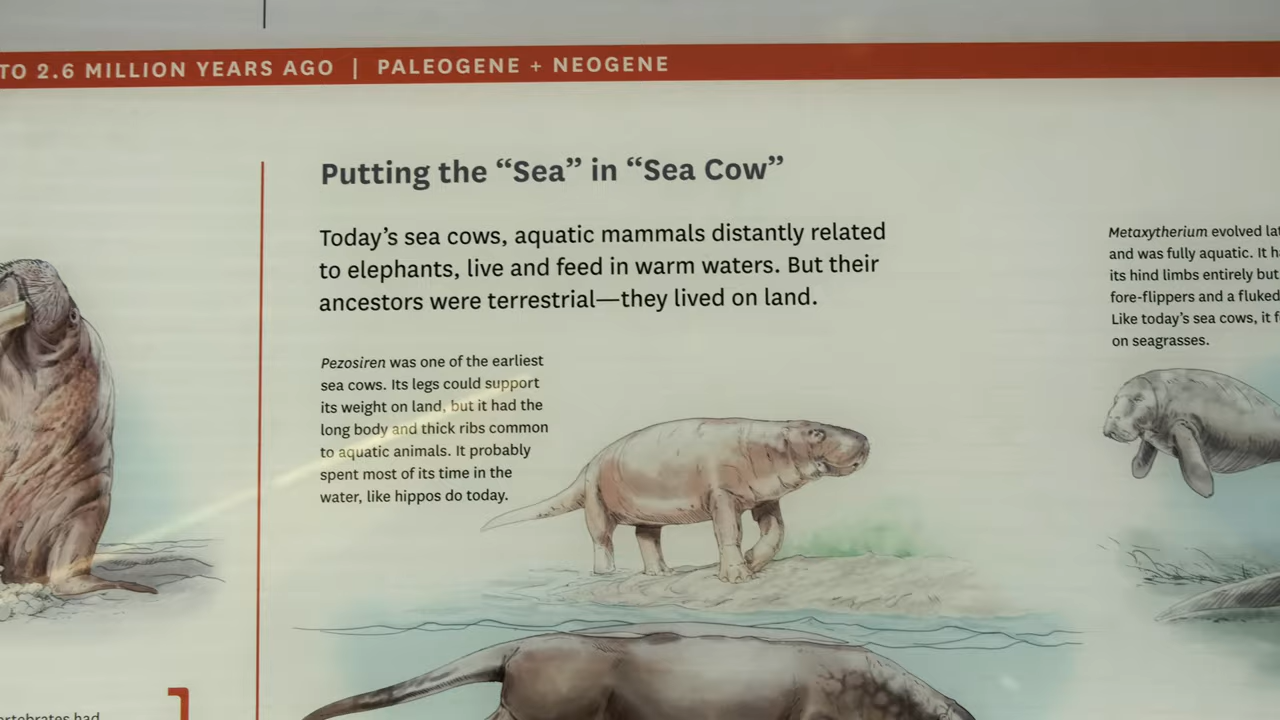 TO 2.6 MILLION YEARS AGO | PALEOGENE + NEOGENE
Putting the “Sea” in “Sea Cow”
Today’s sea cows, aquatic mammals distantly related
to elephants, live and feed in warm waters. But their
ancestors were terrestrial—they lived on land.
Pezosiren was one of the earliest
sea cows. Its legs could support
its weight on land, but it had the
long body and thick ribs common
to aquatic animals. It probably
spent most of its time in the
water, like hippos do today.
Metaxytherium evolved
and was fully aquatic. It
its hind limbs entirely but
fore-flippers and a fluked
Like today’s sea cows, it
on seagrasses.
had